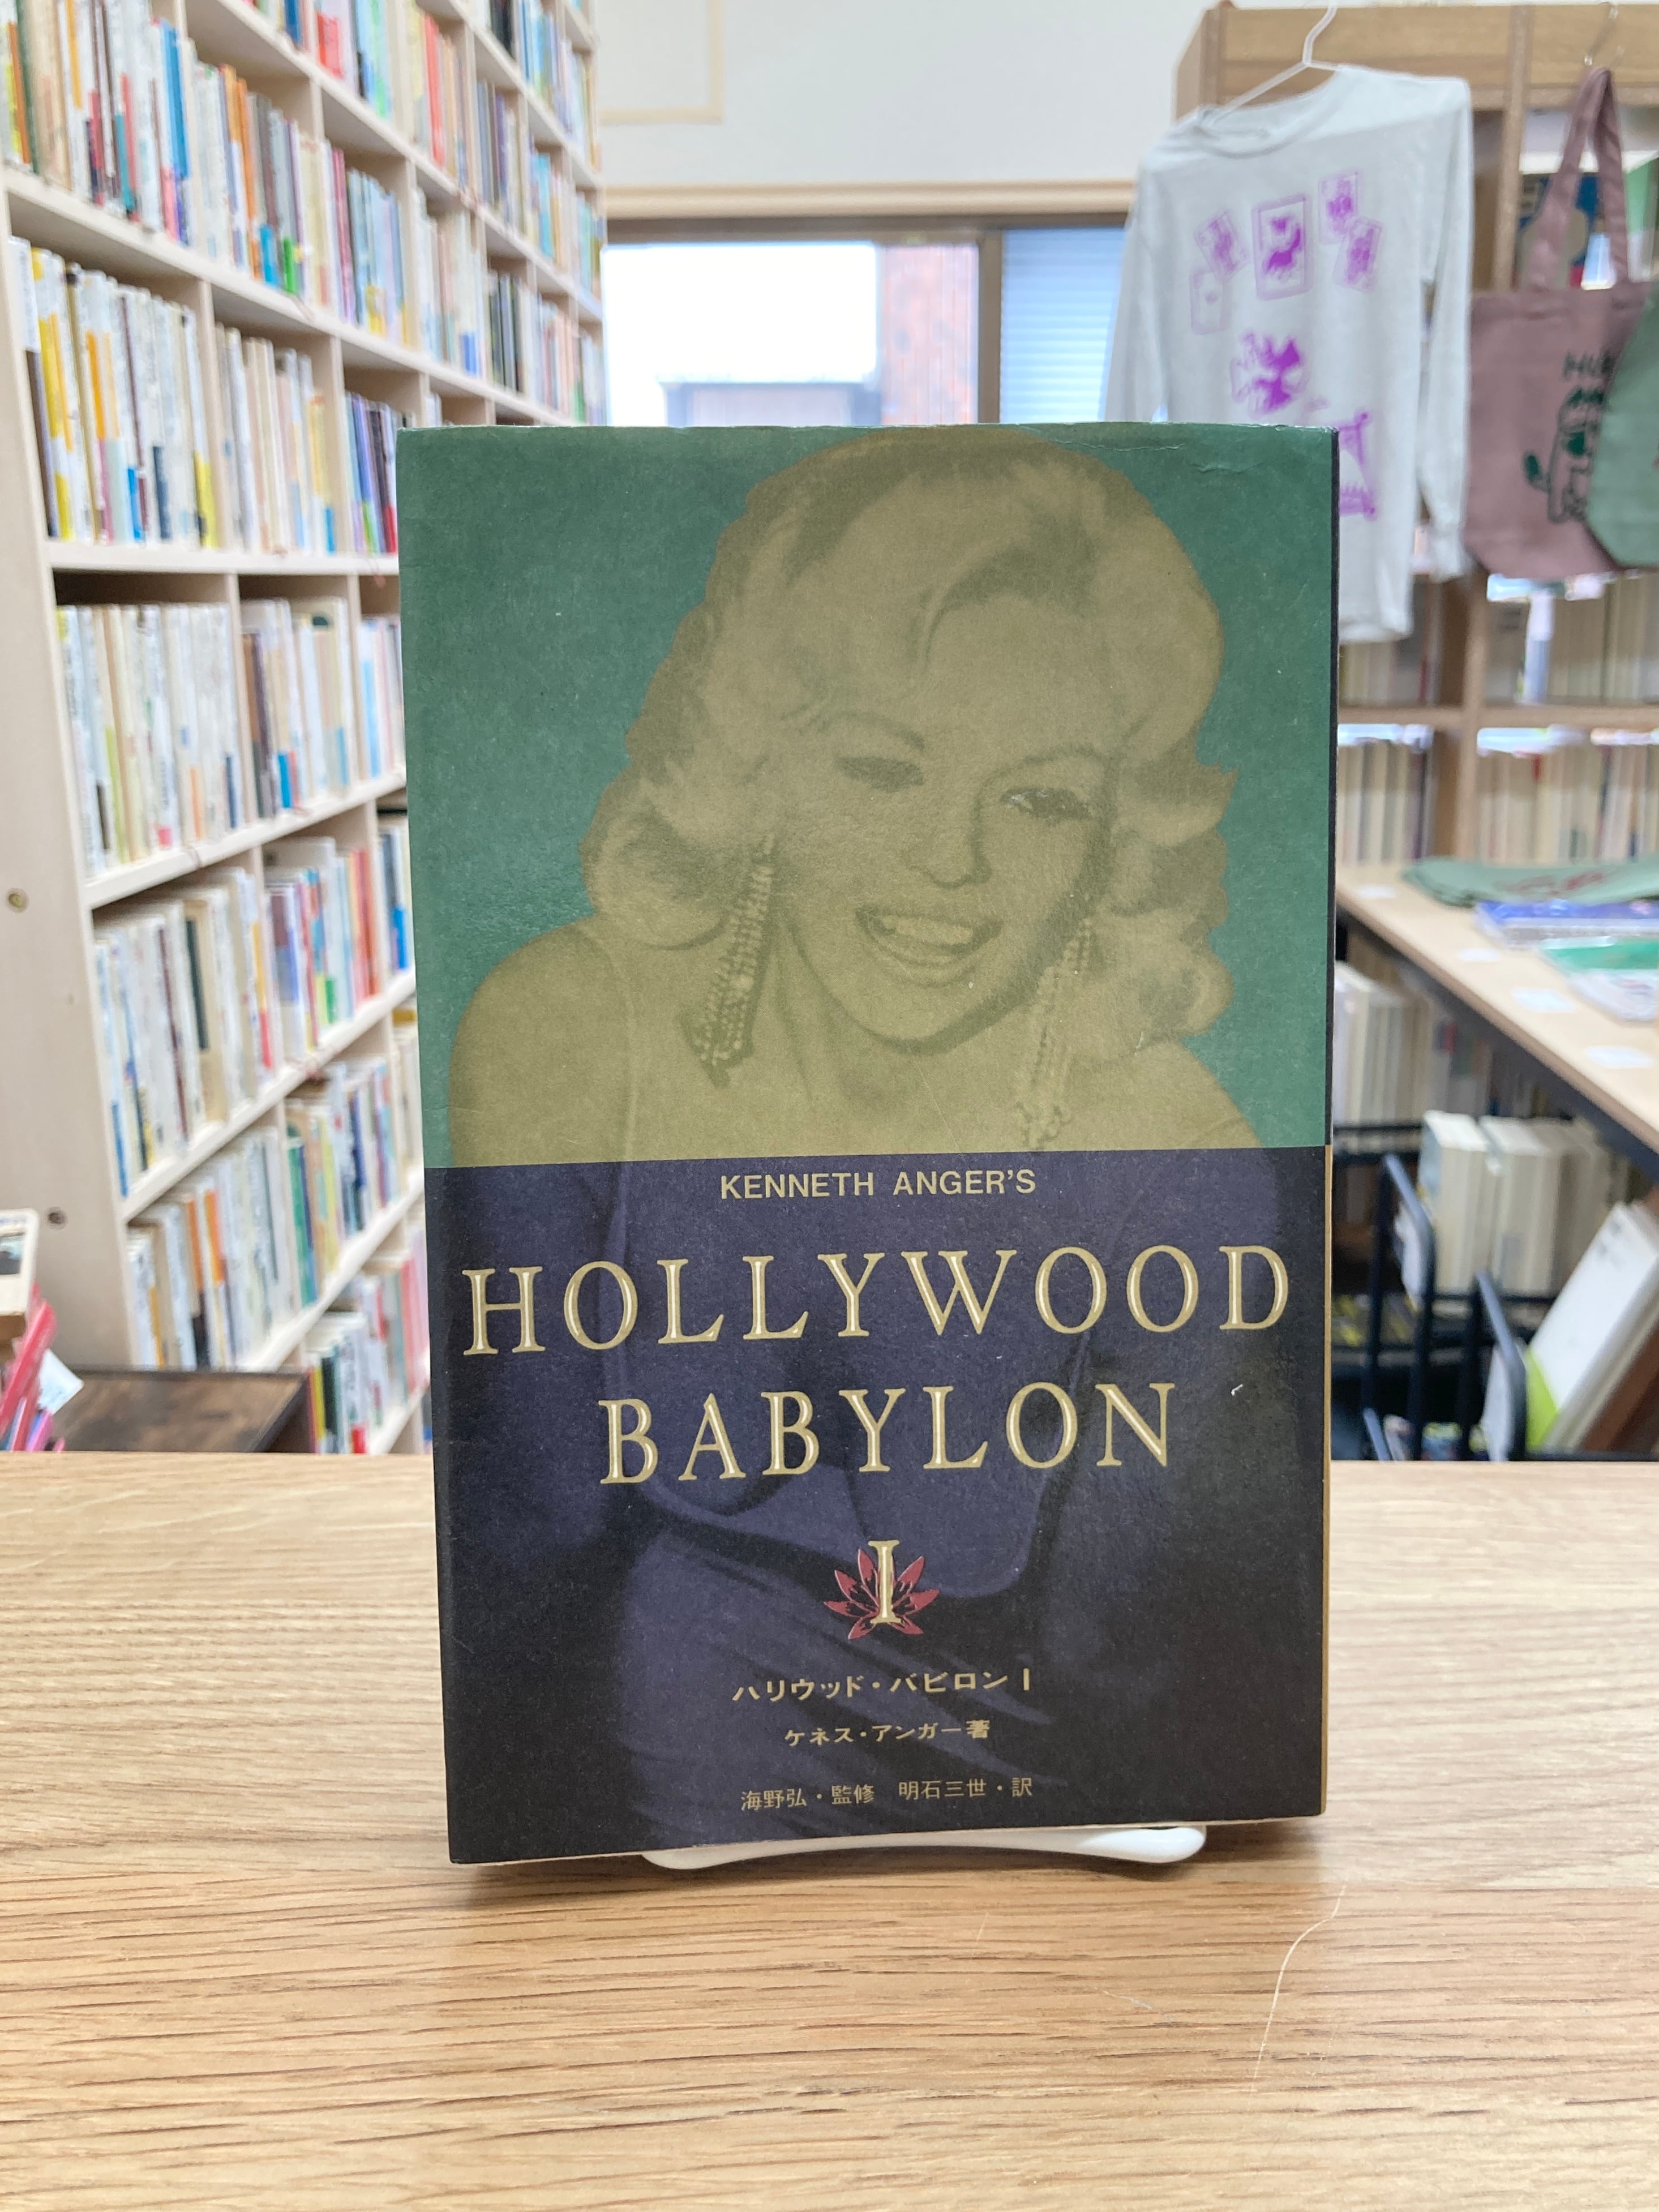 KENNETH ANGER'S
HOLLYWOOD
BABYLON
I
ハリウッド・バビロン I
ケネス・アンガー著
海野弘・監修 明石三世・訳